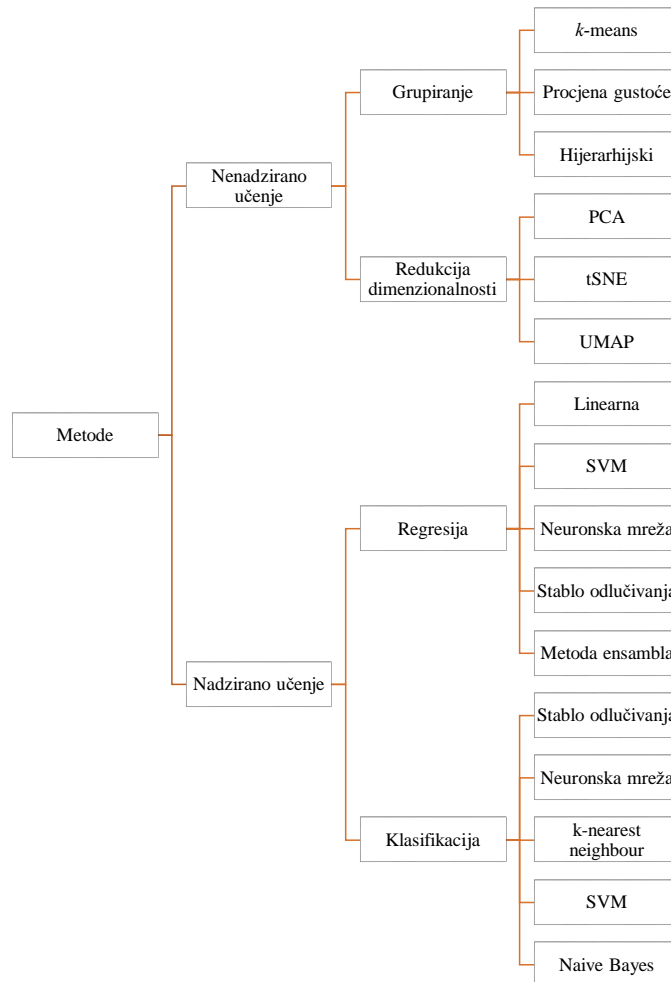 Metode
Nenadzirano
učenje
Grupiranje
k-means
Procjena gustoće
Hijerarhijski
Redukcija
dimenzionalnosti
PCA
tSNE
UMAP
Nadzirano učenje
Regresija
Linearna
SVM
Neuronska mreža
Stablo odlučivanja
Metoda ensambla
Klasifikacija
Stablo odlučivanja
Neuronska mreža
k-nearest
neighbour
SVM
Naive Bayes